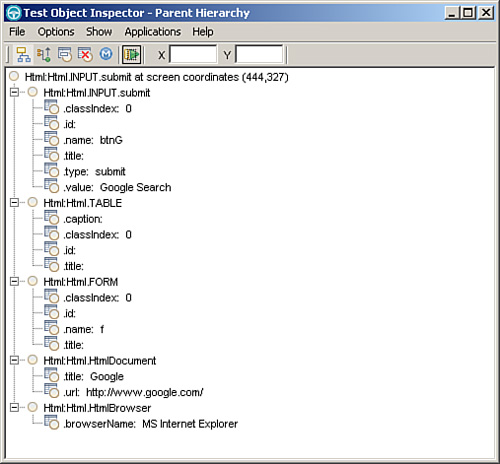 Test Object Inspector - Parent Hierarchy
File Options Show Applications Help
X Y
Html:Html.INPUT.submit at screen coordinates (444,327)
Html:Html.INPUT.submit
.classIndex: 0
.id:
.name: btnG
.title:
.type: submit
.value: Google Search
Html:Html.TABLE
.caption:
.classIndex: 0
.id:
.title:
Html:Html.FORM
.classIndex: 0
.id:
.name: f
.title:
Html:Html.HtmlDocument
.title: Google
.url: http://www.google.com/
Html:Html.HtmlBrowser
.browserName: MS Internet Explorer